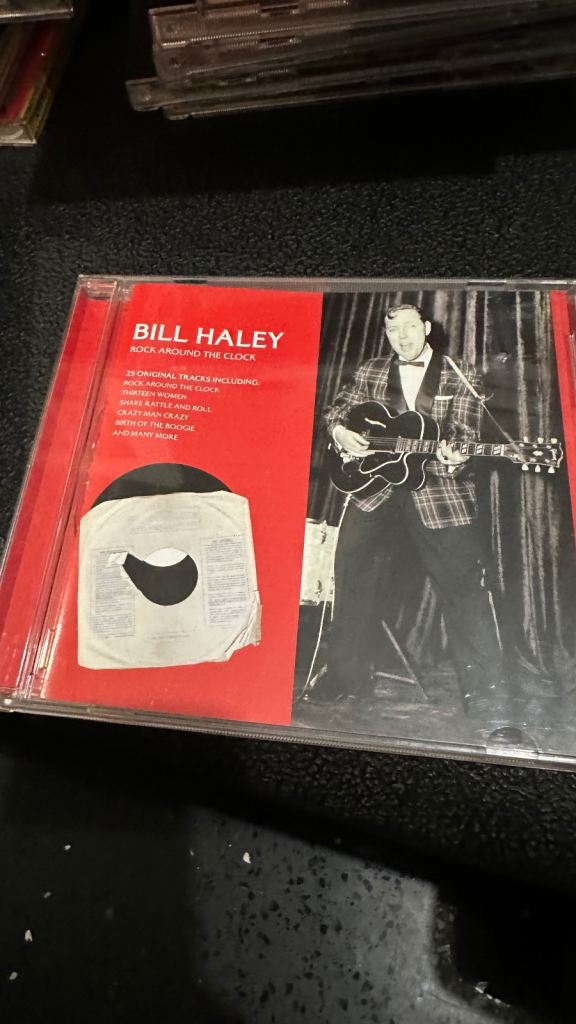 BILL HALEY
ROCK AROUND THE CLOCK
25 ORIGINAL TRACKS INCLUDING:
ROCK AROUND THE CLOCK
THIRTEEN WOMEN
SHAKE RATTLE AND ROLL
CRAZY MAN CRAZY
BIRTH OF THE BOOGIE
AND MANY MORE